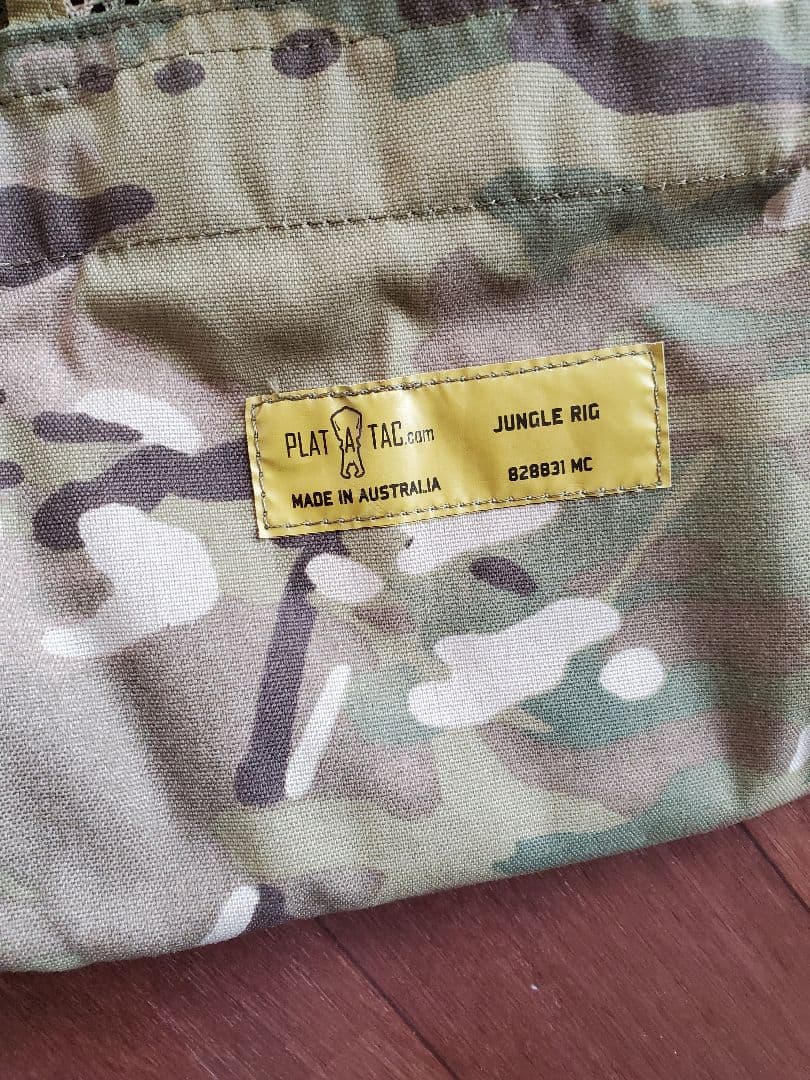 PLATATAC.com
MADE IN AUSTRALIA
JUNGLE RIG
828831 MC